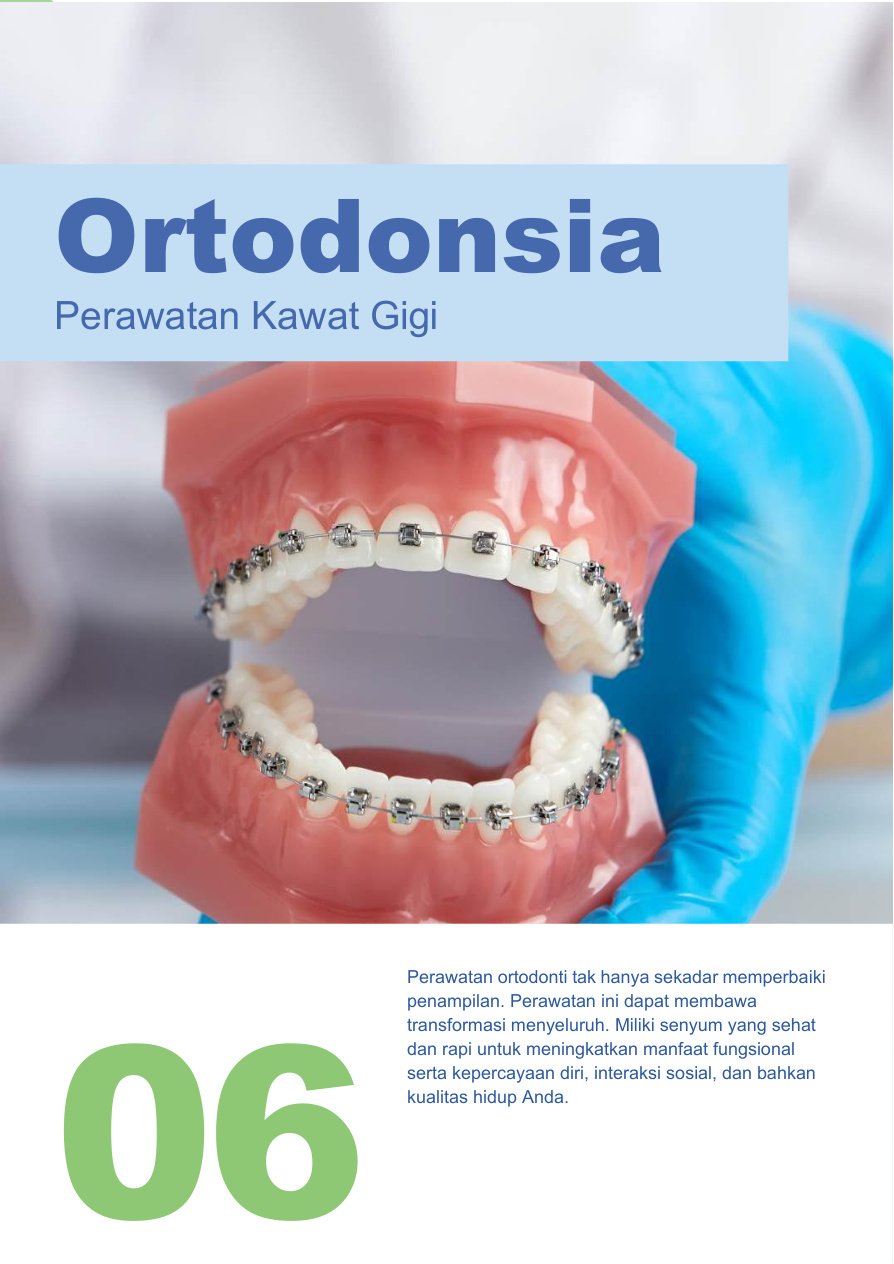 Ortodonsia
Perawatan Kawat Gigi
Perawatan ortodonti tak hanya sekadar memperbaiki
penampilan. Perawatan ini dapat membawa
transformasi menyeluruh. Miliki senyum yang sehat
dan rapi untuk meningkatkan manfaat fungsional
serta kepercayaan diri, interaksi sosial, dan bahkan
kualitas hidup Anda.
06